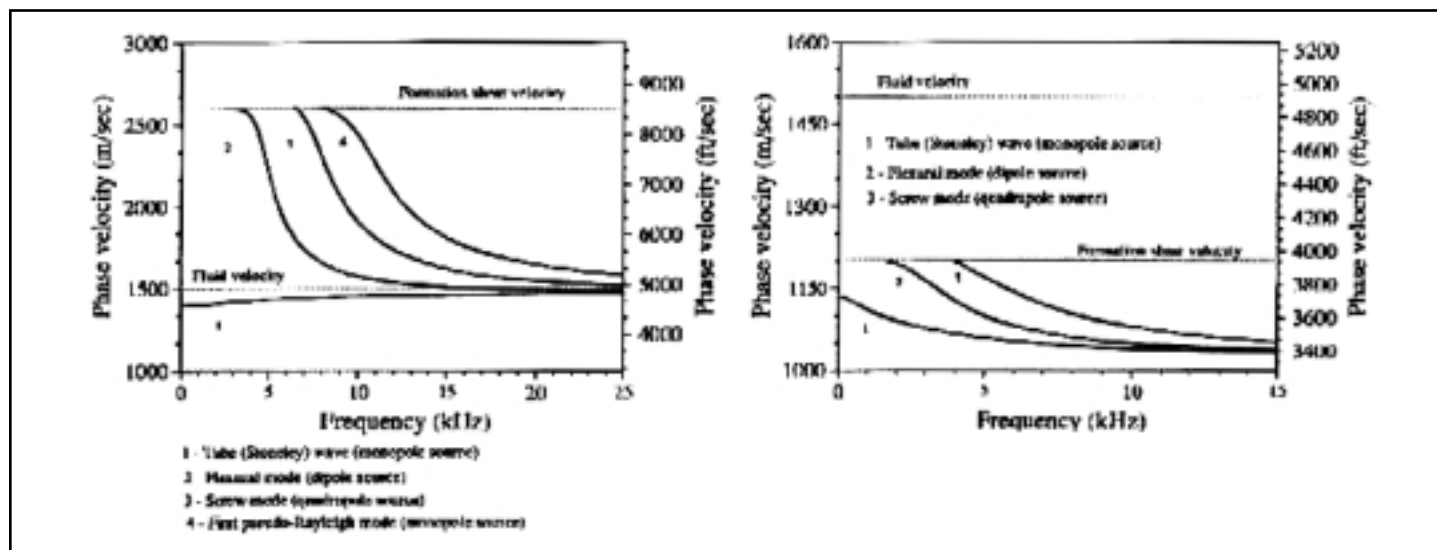 3000
2500
2000
1500
1000
Phase velocity (m/sec)
Formation shear velocity
Fluid velocity
2
3
4
1
9000
8000
7000
6000
5000
4000
Phase velocity (ft/sec)
0 5 10 15 20 25
Frequency (kHz)
1 - Tube (Stoneley) wave (monopole source)
2 mode (dipole source)
3 - Screw mode (quadrupole source)
4 - First pseudo-Rayleigh mode (monopole source)
1600
1450
1300
1150
1000
Phase velocity (m/sec)
Fluid velocity
1 Tube (Stoneley) wave (monopole source)
2 - Flexural mode (dipole source)
3 - Screw mode (quadrupole source)
Formation shear velocity
2
1
5200
5000
4800
4600
4400
4200
4000
3800
3600
3400
Phase velocity (ft/sec)
0 5 10 15
Frequency (kHz)